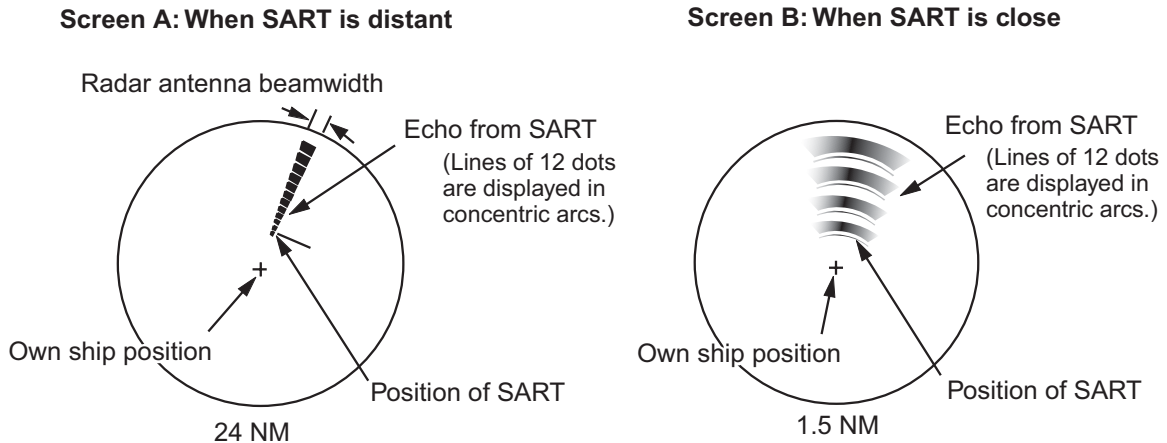 Screen A: When SART is distant
Radar antenna beamwidth
Echo from SART
(Lines of 12 dots
are displayed in
concentric arcs.)
Own ship position
Position of SART
24 NM
Screen B: When SART is close
Echo from SART
(Lines of 12 dots
are displayed in
concentric arcs.)
Own ship position
Position of SART
1.5 NM